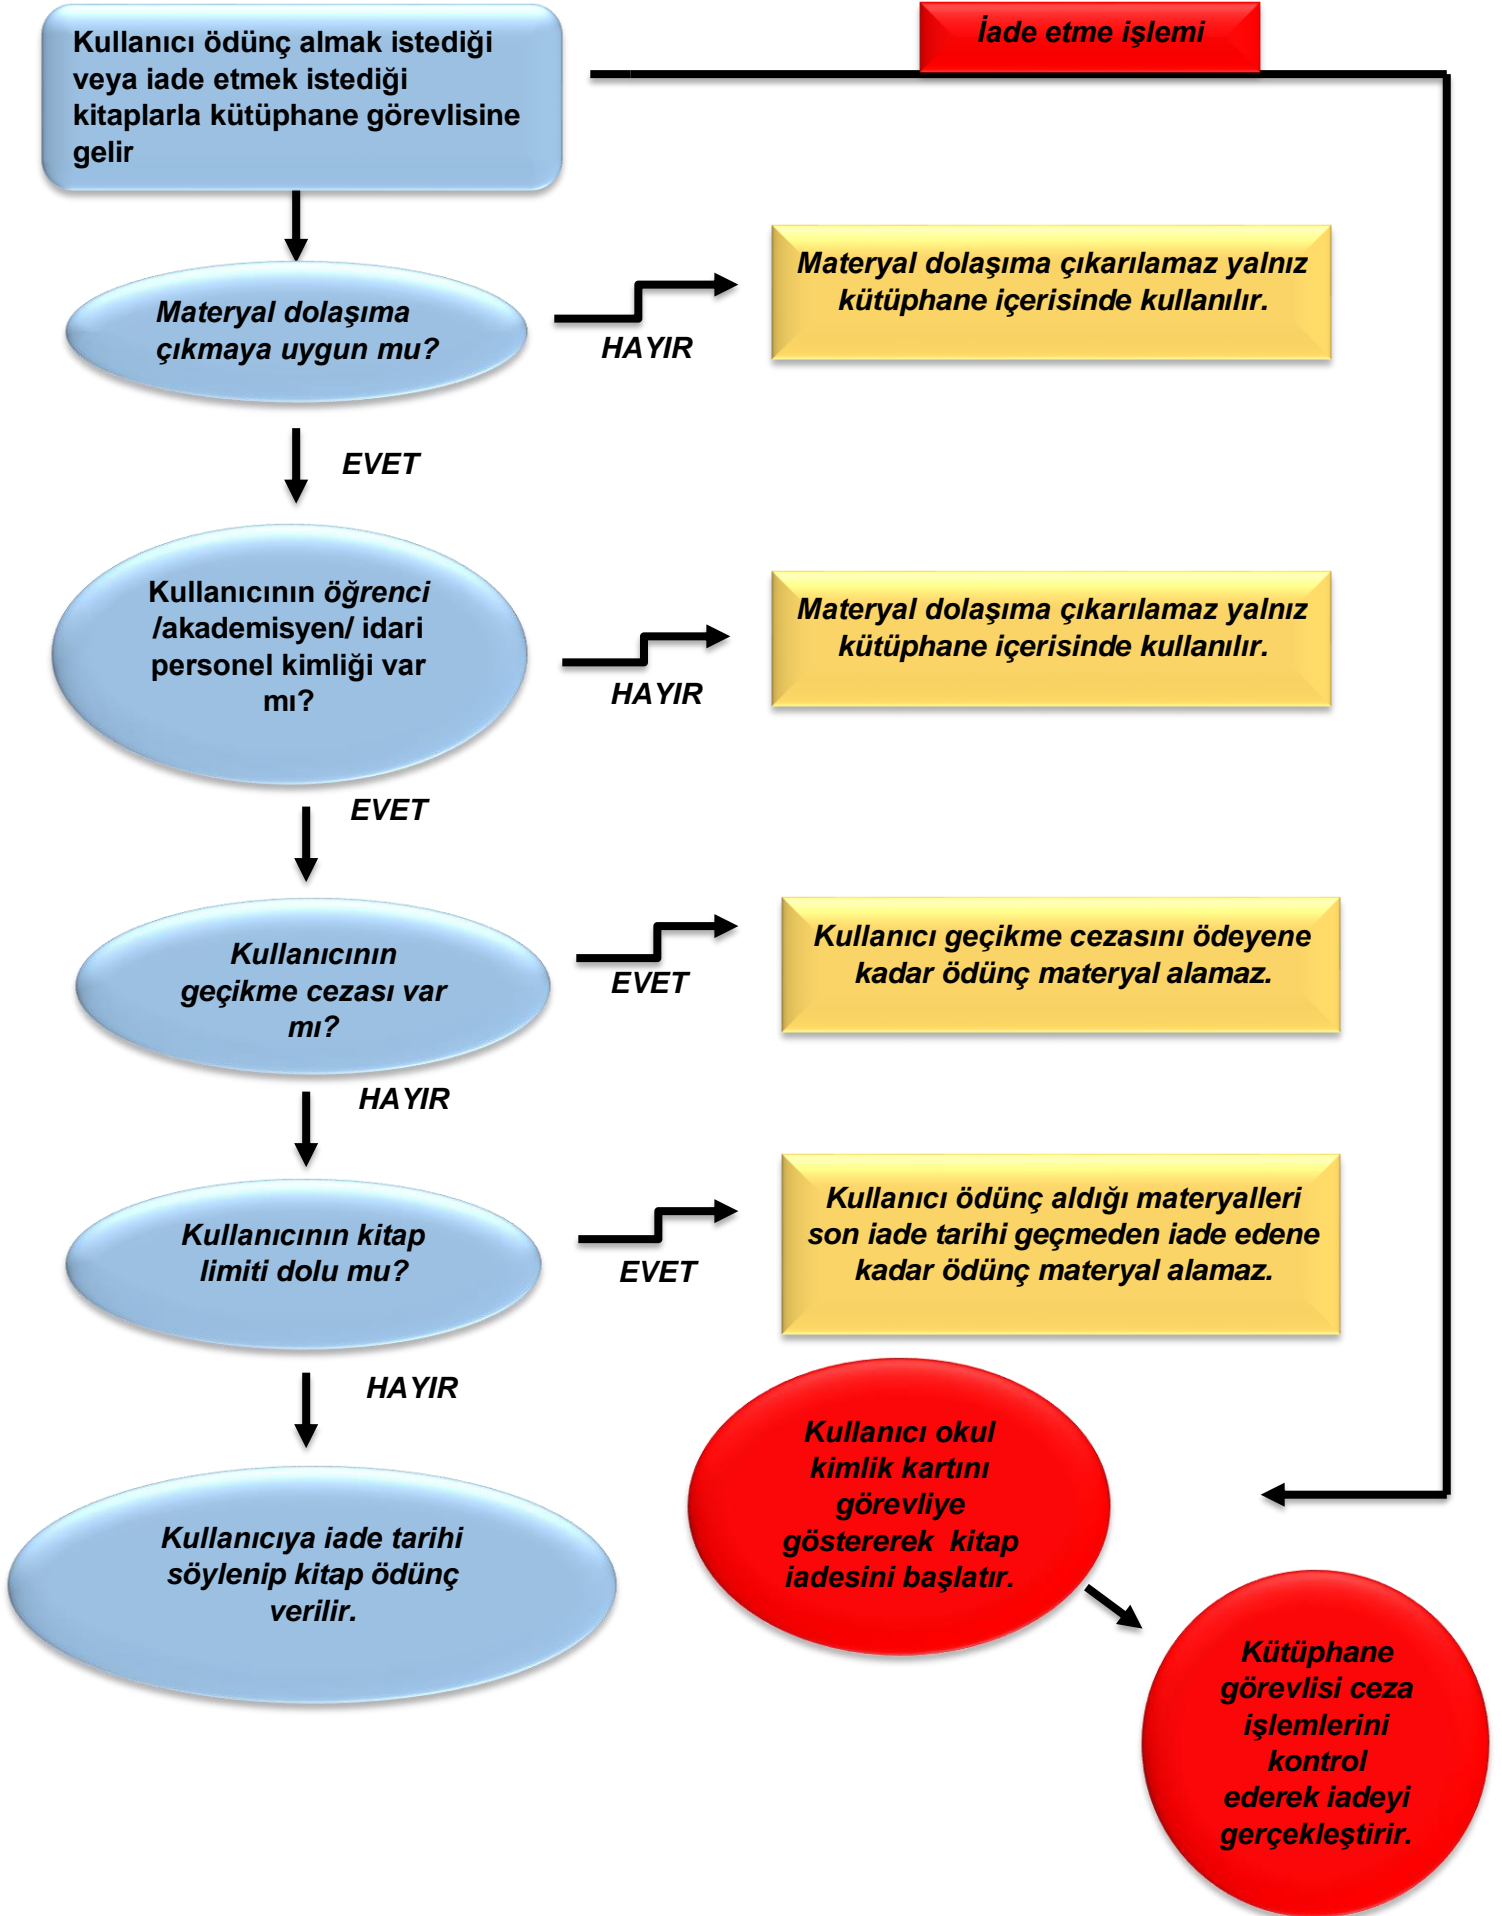 Kullanıcı ödünç almak istediği
veya iade etmek istediği
kitaplarla kütüphane görevlisine
gelir
İade etme işlemi
Materyal dolaşıma
çıkmaya uygun mu?
HAYIR
Materyal dolaşıma çıkarılamaz yalnız
kütüphane içerisinde kullanılır.
EVET
Kullanıcının öğrenci
/akademisyen/ idari
personel kimliği var
mı?
HAYIR
Materyal dolaşıma çıkarılamaz yalnız
kütüphane içerisinde kullanılır.
EVET
Kullanıcının
geçikme cezası var
mı?
EVET
Kullanıcı geçikme cezasını ödeyene
kadar ödünç materyal alamaz.
HAYIR
Kullanıcının kitap
limiti dolu mu?
EVET
Kullanıcı ödünç aldığı materyalleri
son iade tarihi geçmeden iade edene
kadar ödünç materyal alamaz.
HAYIR
Kullanıcıya iade tarihi
söylenip kitap ödünç
verilir.
Kullanıcı okul
kimlik kartını
görevliye
göstererek  kitap
iadesini başlatır.
Kütüphane
görevlisi ceza
işlemlerini
kontrol
ederek iadeyi
gerçekleştirir.